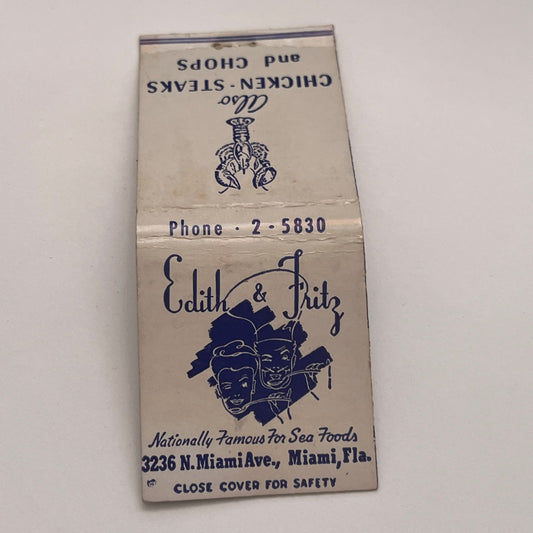 and CHOPS
CHICKEN - STEAKS
Also
Phone - 2 - 5830
Edith & Fritz
Nationally Famous For Sea Foods
3236 N. Miami Ave., Miami, Fla.
CLOSE COVER FOR SAFETY